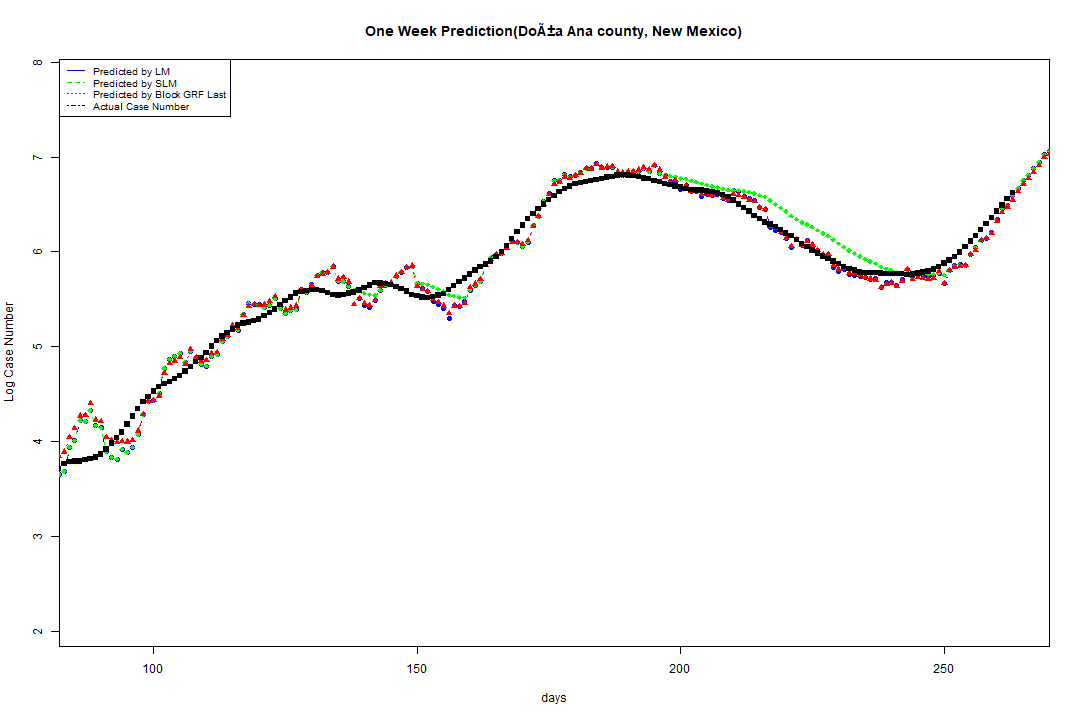 One Week Prediction(DoÃ±a Ana county, New Mexico)
Predicted by LM
Predicted by SLM
Predicted by Block GRF Last
Actual Case Number
Log Case Number
8
7
6
5
4
3
2
100 150 200 250
days